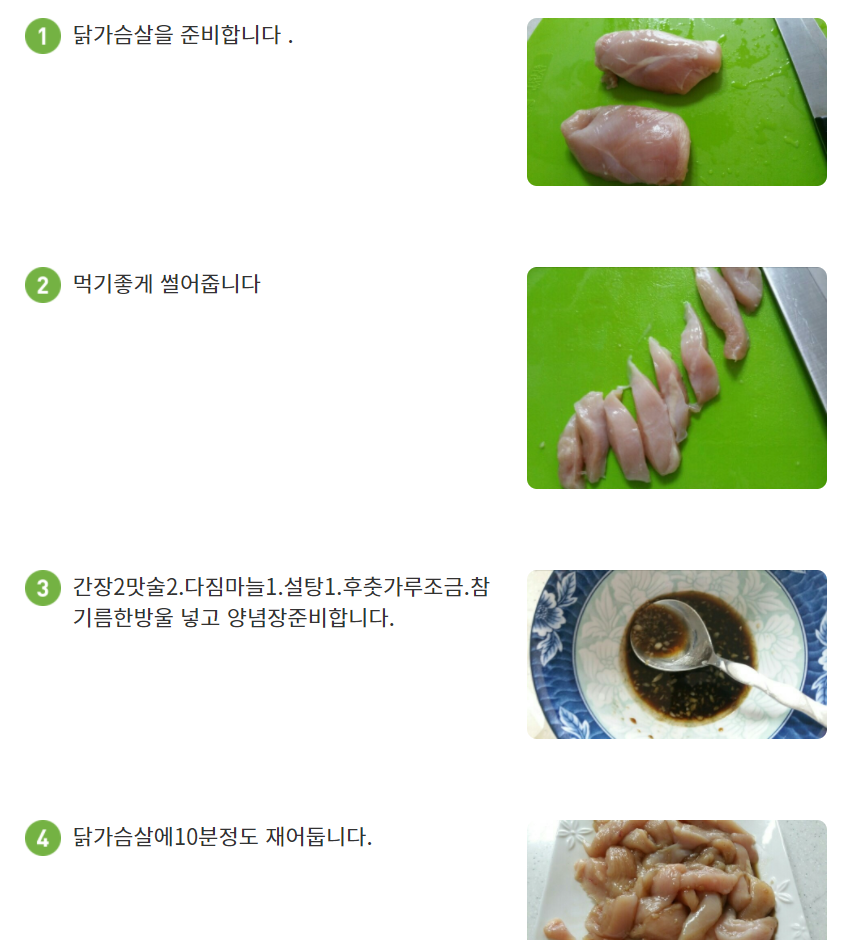 1 닭가슴살을 준비합니다 .
2 먹기좋게 썰어줍니다
3 간장2맛술2.다짐마늘1.설탕1.후춧가루조금.참
기름한방울 넣고 양념장준비합니다.
4 닭가슴살에10분정도 재어둡니다.